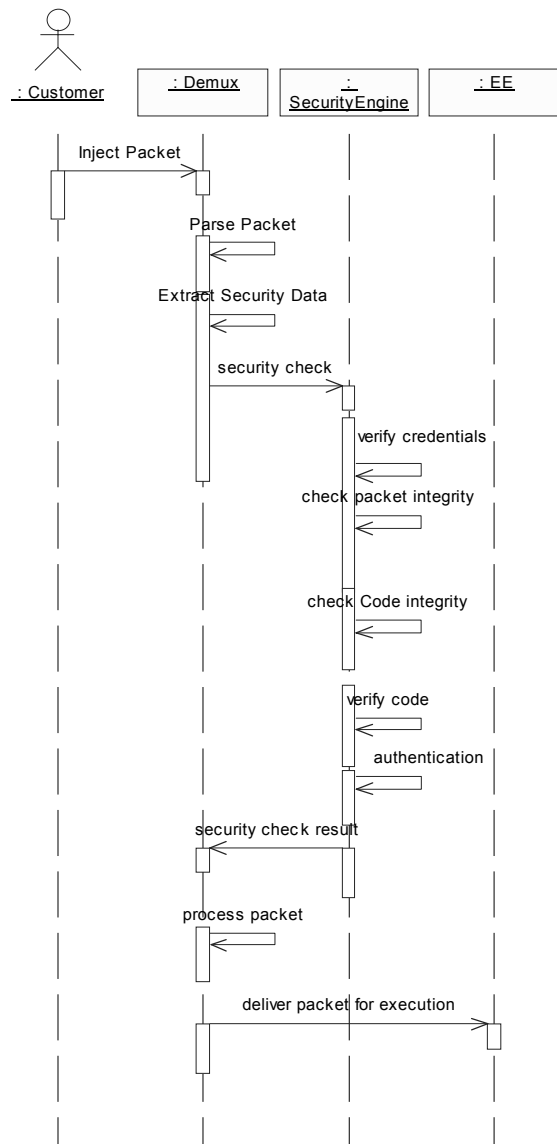 : Customer
: Demux
:
SecurityEngine
: EE
Inject Packet
Parse Packet
Extract Security Data
security check
verify credentials
check packet integrity
check Code integrity
verify code
authentication
security check result
process packet
deliver packet for execution